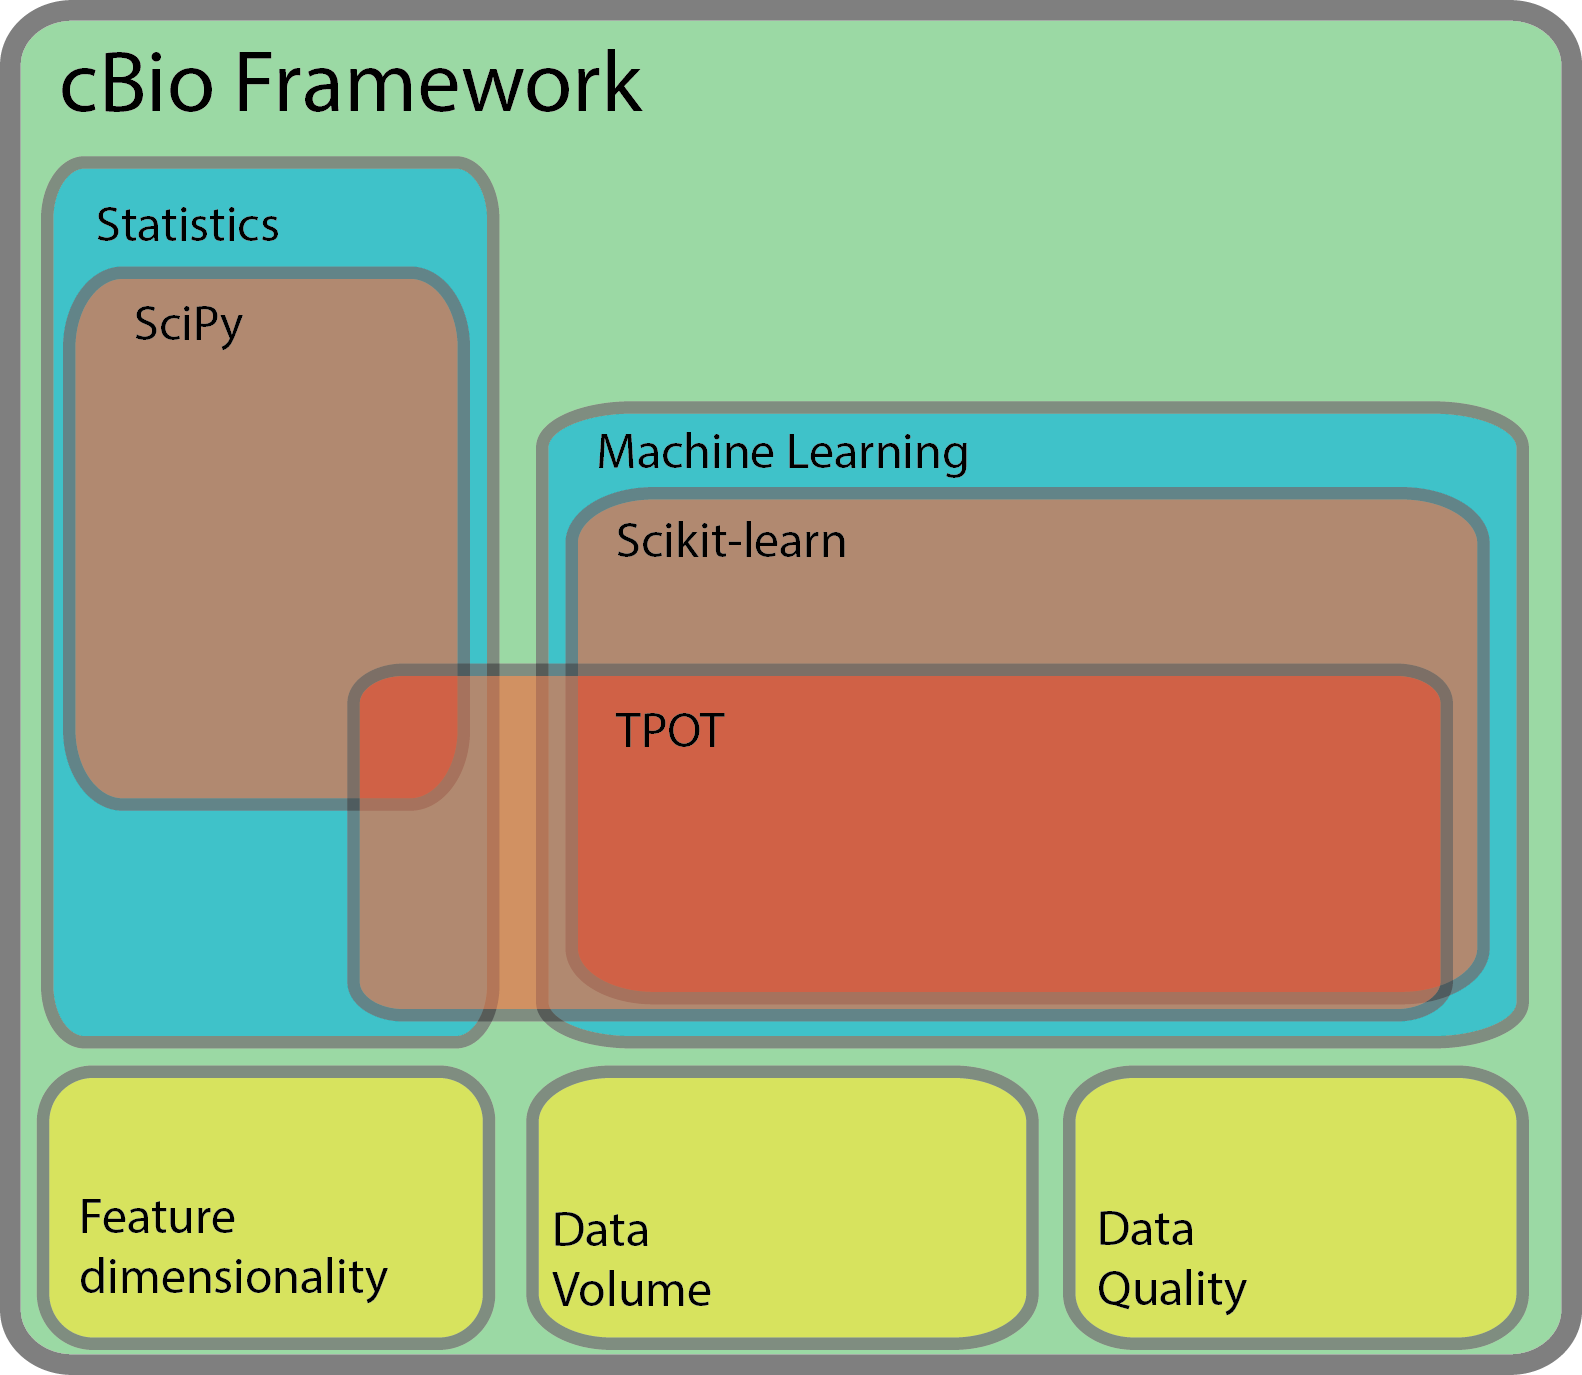 cBio Framework
Statistics
SciPy
Machine Learning
Scikit-learn
TPOT
Feature
dimensionality
Data
Volume
Data
Quality